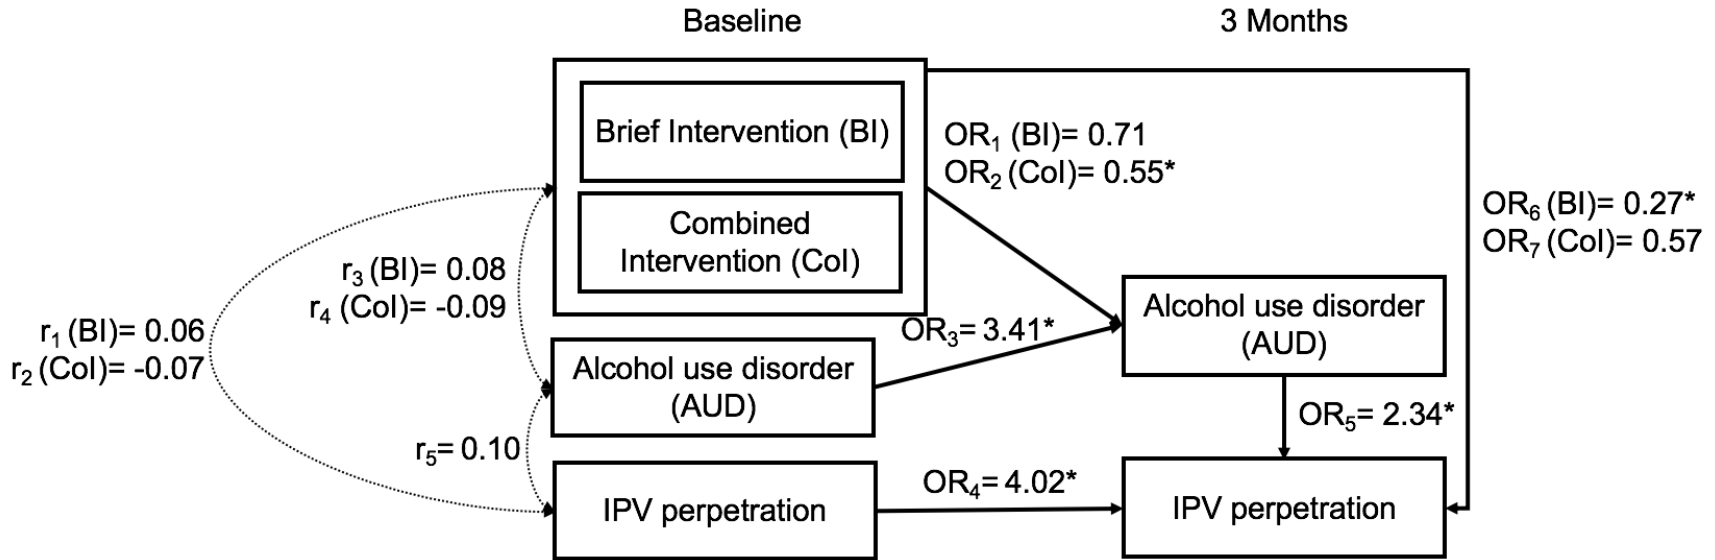 Baseline
3 Months
Brief Intervention (BI)
Combined
Intervention (CoI)
OR₁ (BI)= 0.71
OR₂ (CoI)= 0.55*
OR₆ (BI)= 0.27*
OR₇ (CoI)= 0.57
r₃ (BI)= 0.08
r₄ (CoI)= -0.09
r₁ (BI)= 0.06
r₂ (CoI)= -0.07
OR₃= 3.41*
Alcohol use disorder
(AUD)
Alcohol use disorder
(AUD)
r₅= 0.10
OR₅= 2.34*
IPV perpetration
OR₄= 4.02*
IPV perpetration